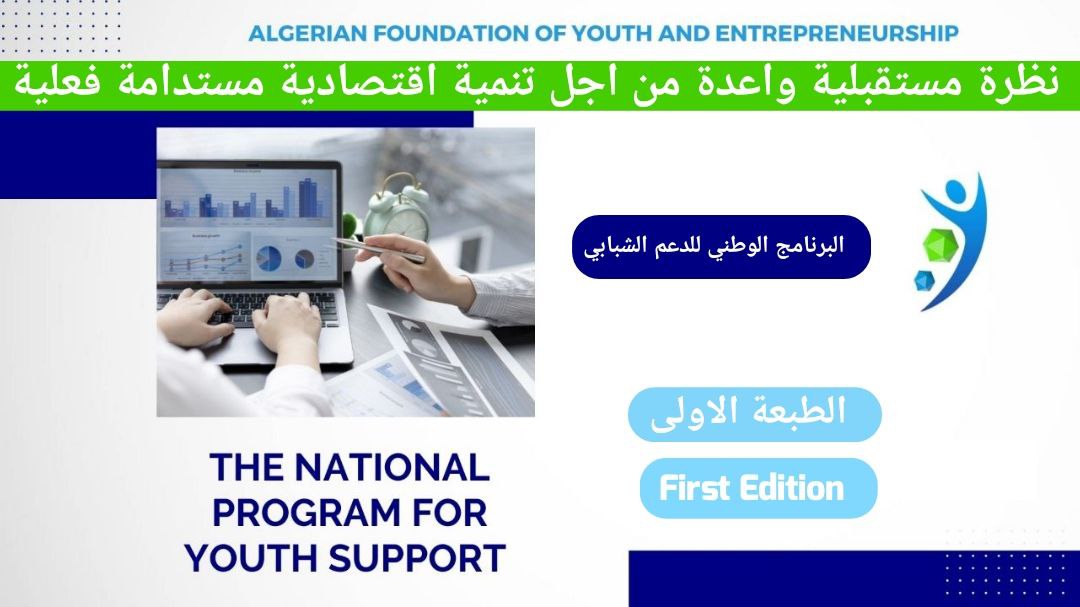 ALGERIAN FOUNDATION OF YOUTH AND ENTREPRENEURSHIP
نظرة مستقبلية واعدة من اجل تنمية اقتصادية مستدامة فعلية
البرنامج الوطني للدعم الشبابي
الطبعة الاولى
First Edition
THE NATIONAL
PROGRAM FOR
YOUTH SUPPORT